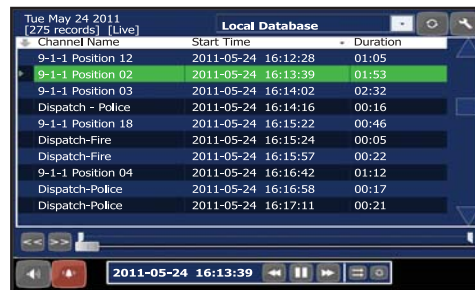 Tue May 24 2011
[275 records] [Live]
Local Database
Channel Name Start Time Duration
9-1-1 Position 12 2011-05-24 16:12:28 01:05
9-1-1 Position 02 2011-05-24 16:13:39 01:53
9-1-1 Position 03 2011-05-24 16:14:02 02:32
Dispatch - Police 2011-05-24 16:14:16 00:16
9-1-1 Position 18 2011-05-24 16:15:22 00:46
Dispatch-Fire 2011-05-24 16:15:24 00:05
Dispatch-Fire 2011-05-24 16:15:57 00:22
9-1-1 Position 04 2011-05-24 16:16:42 01:12
Dispatch-Police 2011-05-24 16:16:58 00:17
Dispatch-Police 2011-05-24 16:17:11 00:21
<< >>
2011-05-24 16:13:39